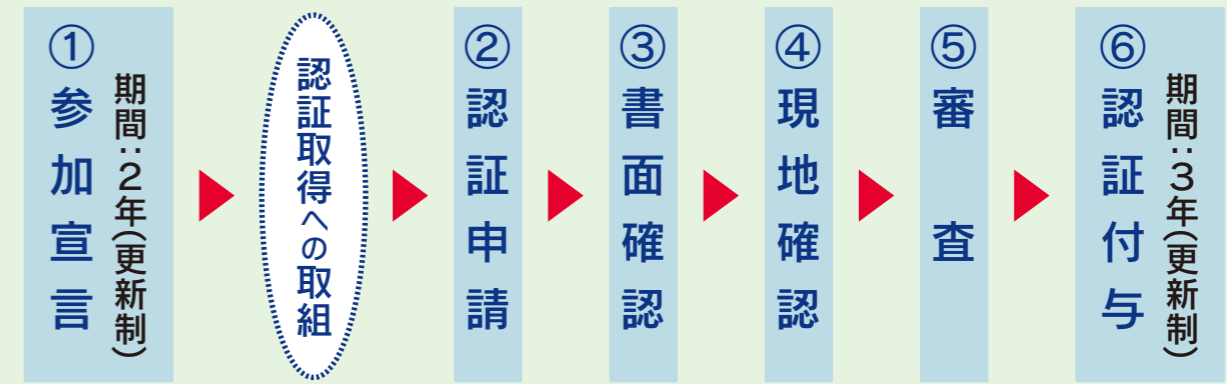 ①参加宣言
期間：2年（更新制）
認証取得への取組
②認証申請
③書面確認
④現地確認
⑤審査
⑥認証付与
期間：3年（更新制）